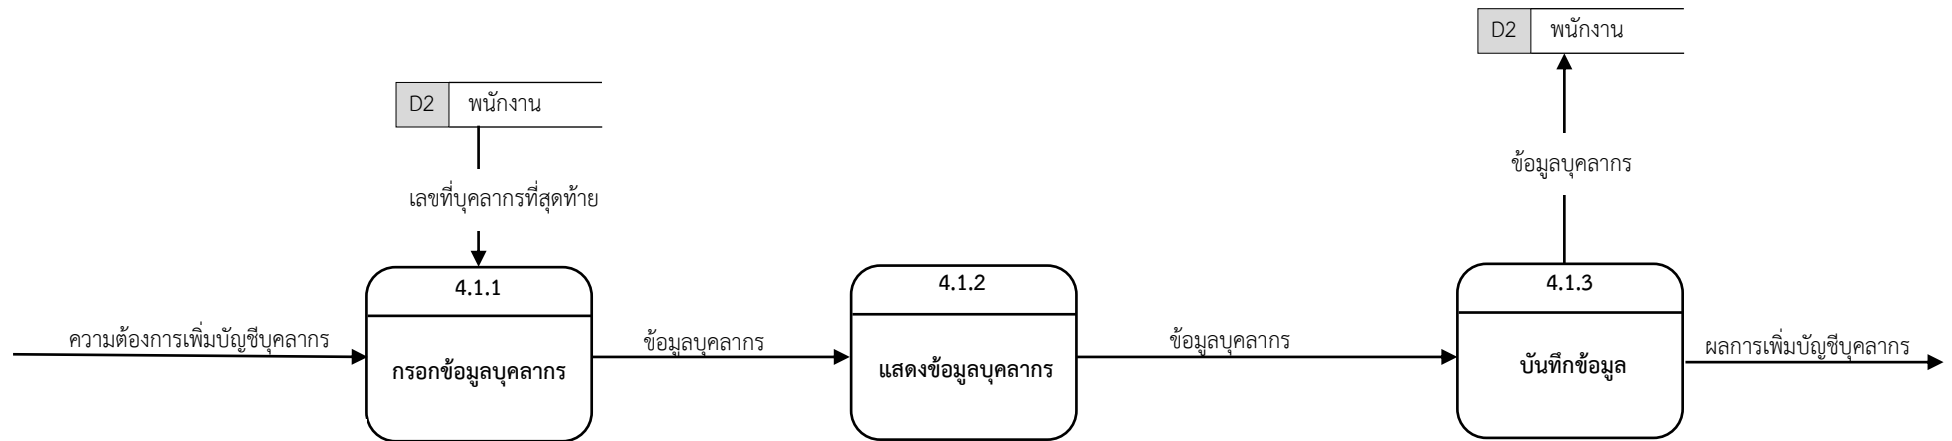 D2 พนักงาน
D2 พนักงาน
เลขที่บุคลากรที่สุดท้าย
ข้อมูลบุคลากร
4.1.1
4.1.2
4.1.3
ความต้องการเพิ่มบัญชีบุคลากร
ข้อมูลบุคลากร
ข้อมูลบุคลากร
ผลการเพิ่มบัญชีบุคลากร
กรอกข้อมูลบุคลากร
แสดงข้อมูลบุคลากร
บันทึกข้อมูล